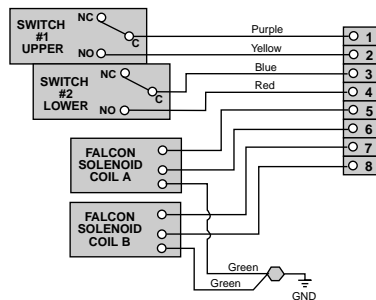 SWITCH
#1
UPPER
NC
C
NO
SWITCH
#2
LOWER
NC
C
NO
FALCON
SOLENOID
COIL A
FALCON
SOLENOID
COIL B
Purple
Yellow
Blue
Red
Green
Green
GND
1
2
3
4
5
6
7
8